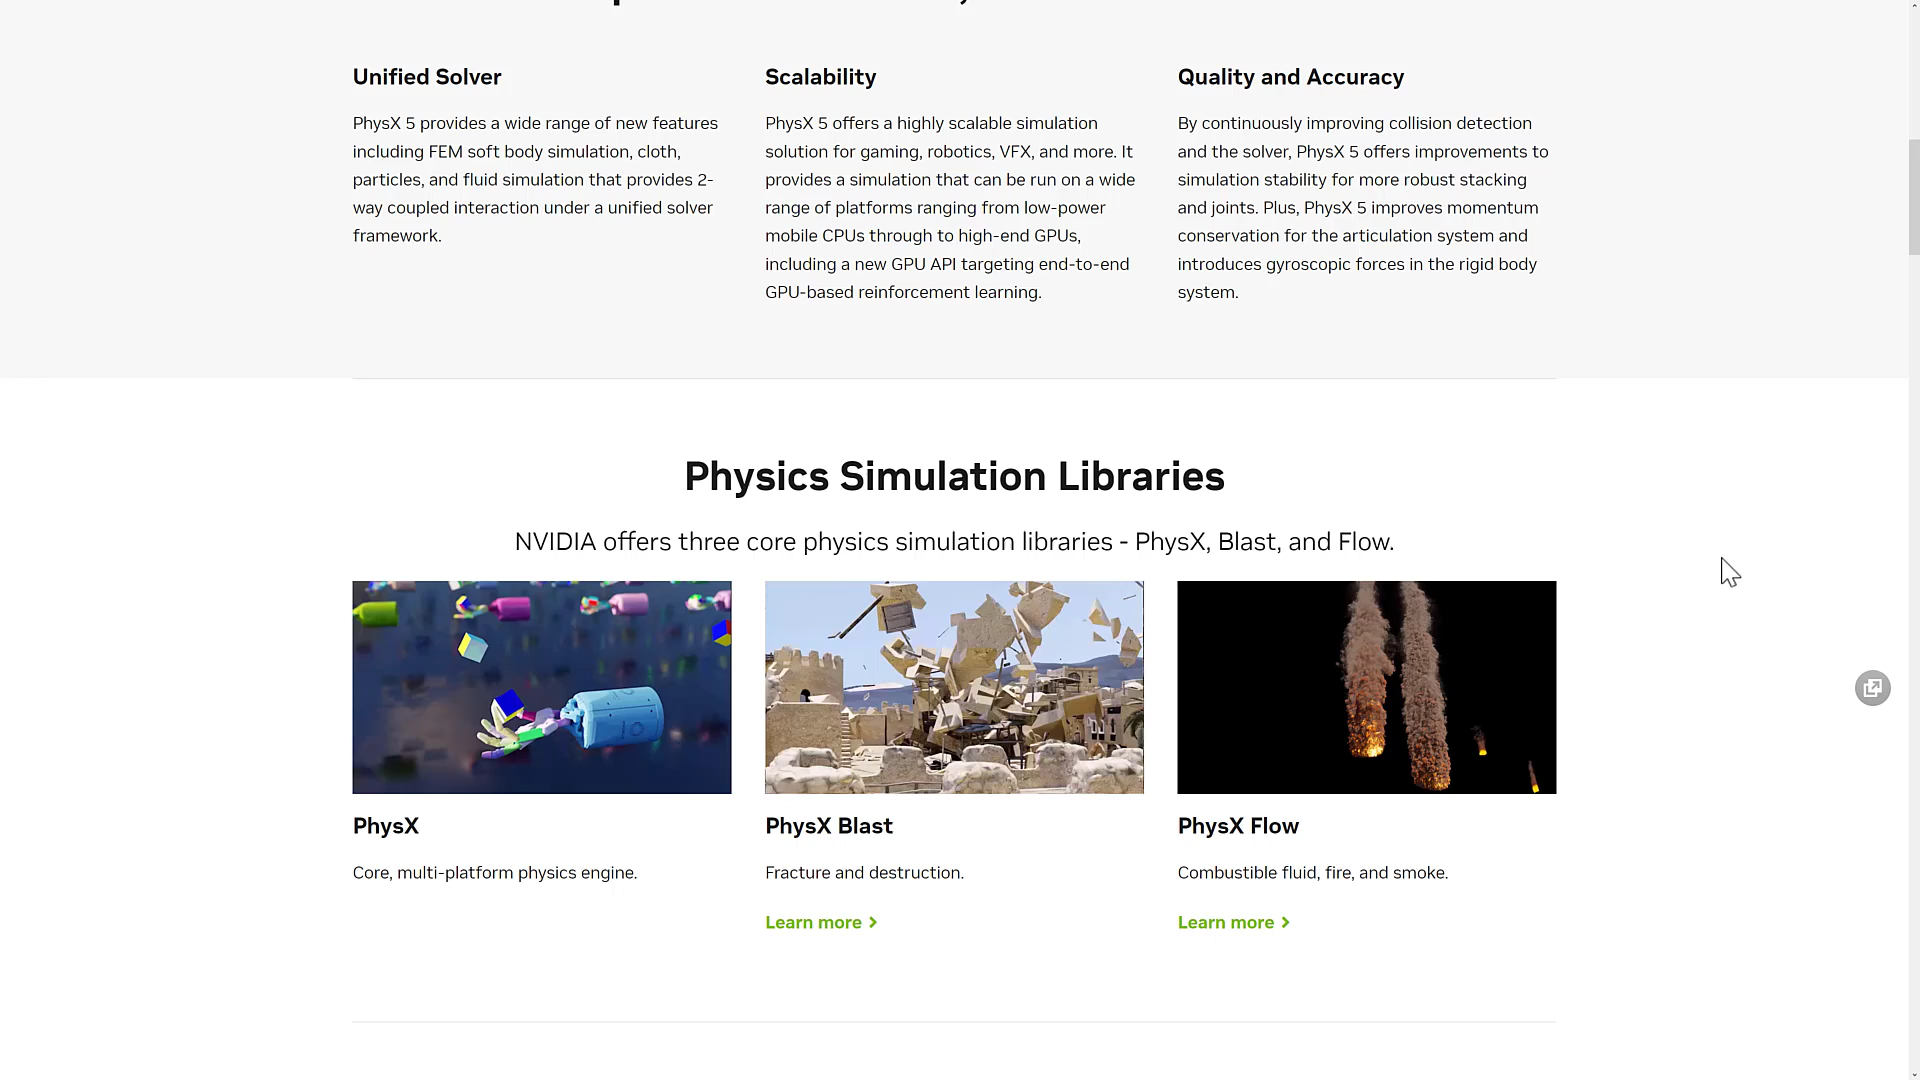 Unified Solver
PhysX 5 provides a wide range of new features
including FEM soft body simulation, cloth,
particles, and fluid simulation that provides 2-
way coupled interaction under a unified solver
framework.
Scalability
PhysX 5 offers a highly scalable simulation
solution for gaming, robotics, VFX, and more. It
provides a simulation that can be run on a wide
range of platforms ranging from low-power
mobile CPUs through to high-end GPUs,
including a new GPU API targeting end-to-end
GPU-based reinforcement learning.
Quality and Accuracy
By continuously improving collision detection
and the solver, PhysX 5 offers improvements to
simulation stability for more robust stacking
and joints. Plus, PhysX 5 improves momentum
conservation for the articulation system and
introduces gyroscopic forces in the rigid body
system.
Physics Simulation Libraries
NVIDIA offers three core physics simulation libraries - PhysX, Blast, and Flow.
PhysX
Core, multi-platform physics engine.
PhysX Blast
Fracture and destruction.
Learn more
PhysX Flow
Combustible fluid, fire, and smoke.
Learn more